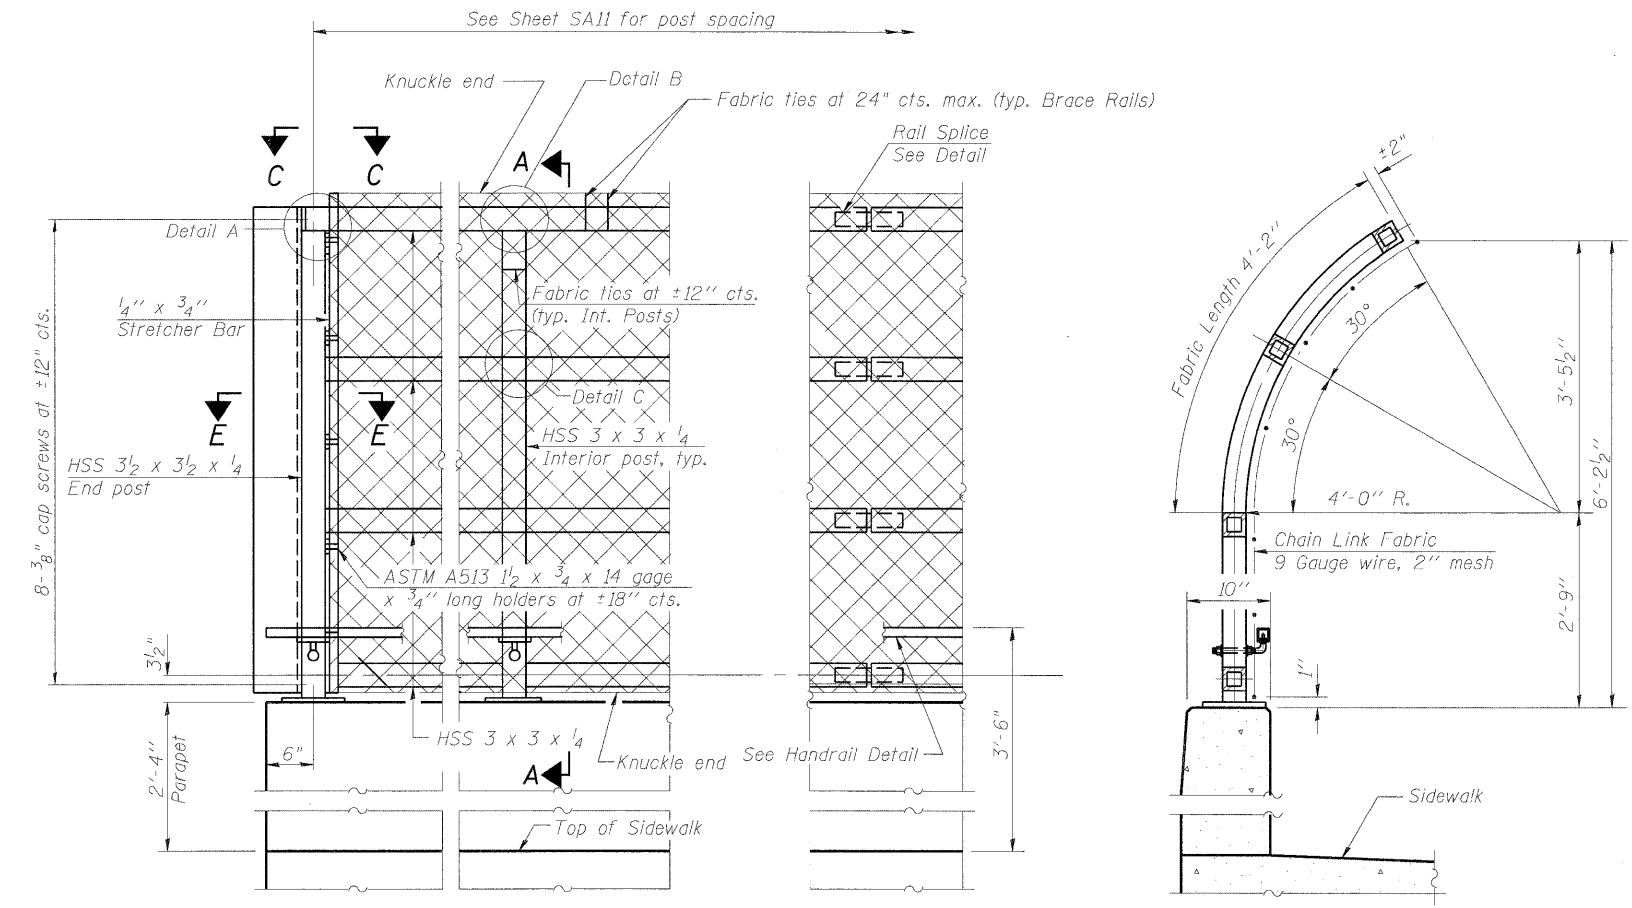 See Sheet SA11 for post spacing
Knuckle end
Detail B
Fabric ties at 24" cts. max. (typ. Brace Rails)
Rail Splice
See Detail
C
C
A
Detail A
1/4" x 3/4"
Stretcher Bar
Fabric ties at ±12" cts.
(typ. Int. Posts)
8-3/8" cap screws at ±12" cts.
E
E
Detail C
HSS 3 x 3 x 1/4
Interior post, typ.
HSS 3 1/2 x 3 1/2 x 1/4
End post
ASTM A513 1 1/2 x 3/4 x 14 gage
x 3/4" long holders at ±18" cts.
3 1/2"
HSS 3 x 3 x 1/4
6"
2'-4"
Parapet
A
Knuckle end
See Handrail Detail
3'-6"
Top of Sidewalk
±2"
Fabric Length 4'-2"
30°
30°
3'-5 1/2"
6'-2 1/2"
4'-0" R.
Chain Link Fabric
9 Gauge wire, 2" mesh
10"
2'-9"
1"
Sidewalk